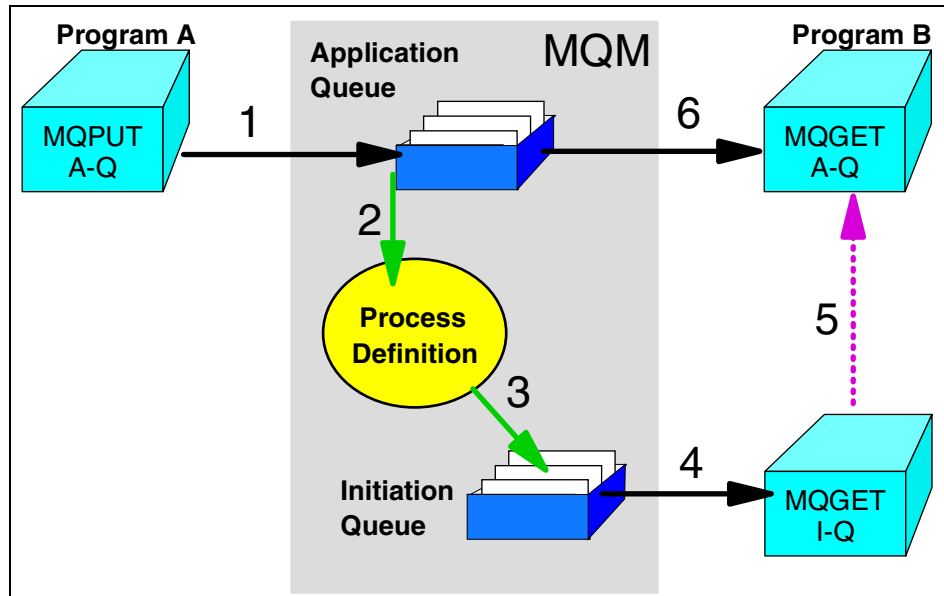 Program A
Program B
Application
Queue
MQM
MQPUT
A-Q
1
6
MQGET
A-Q
2
Process
Definition
5
3
Initiation
Queue
4
MQGET
I-Q